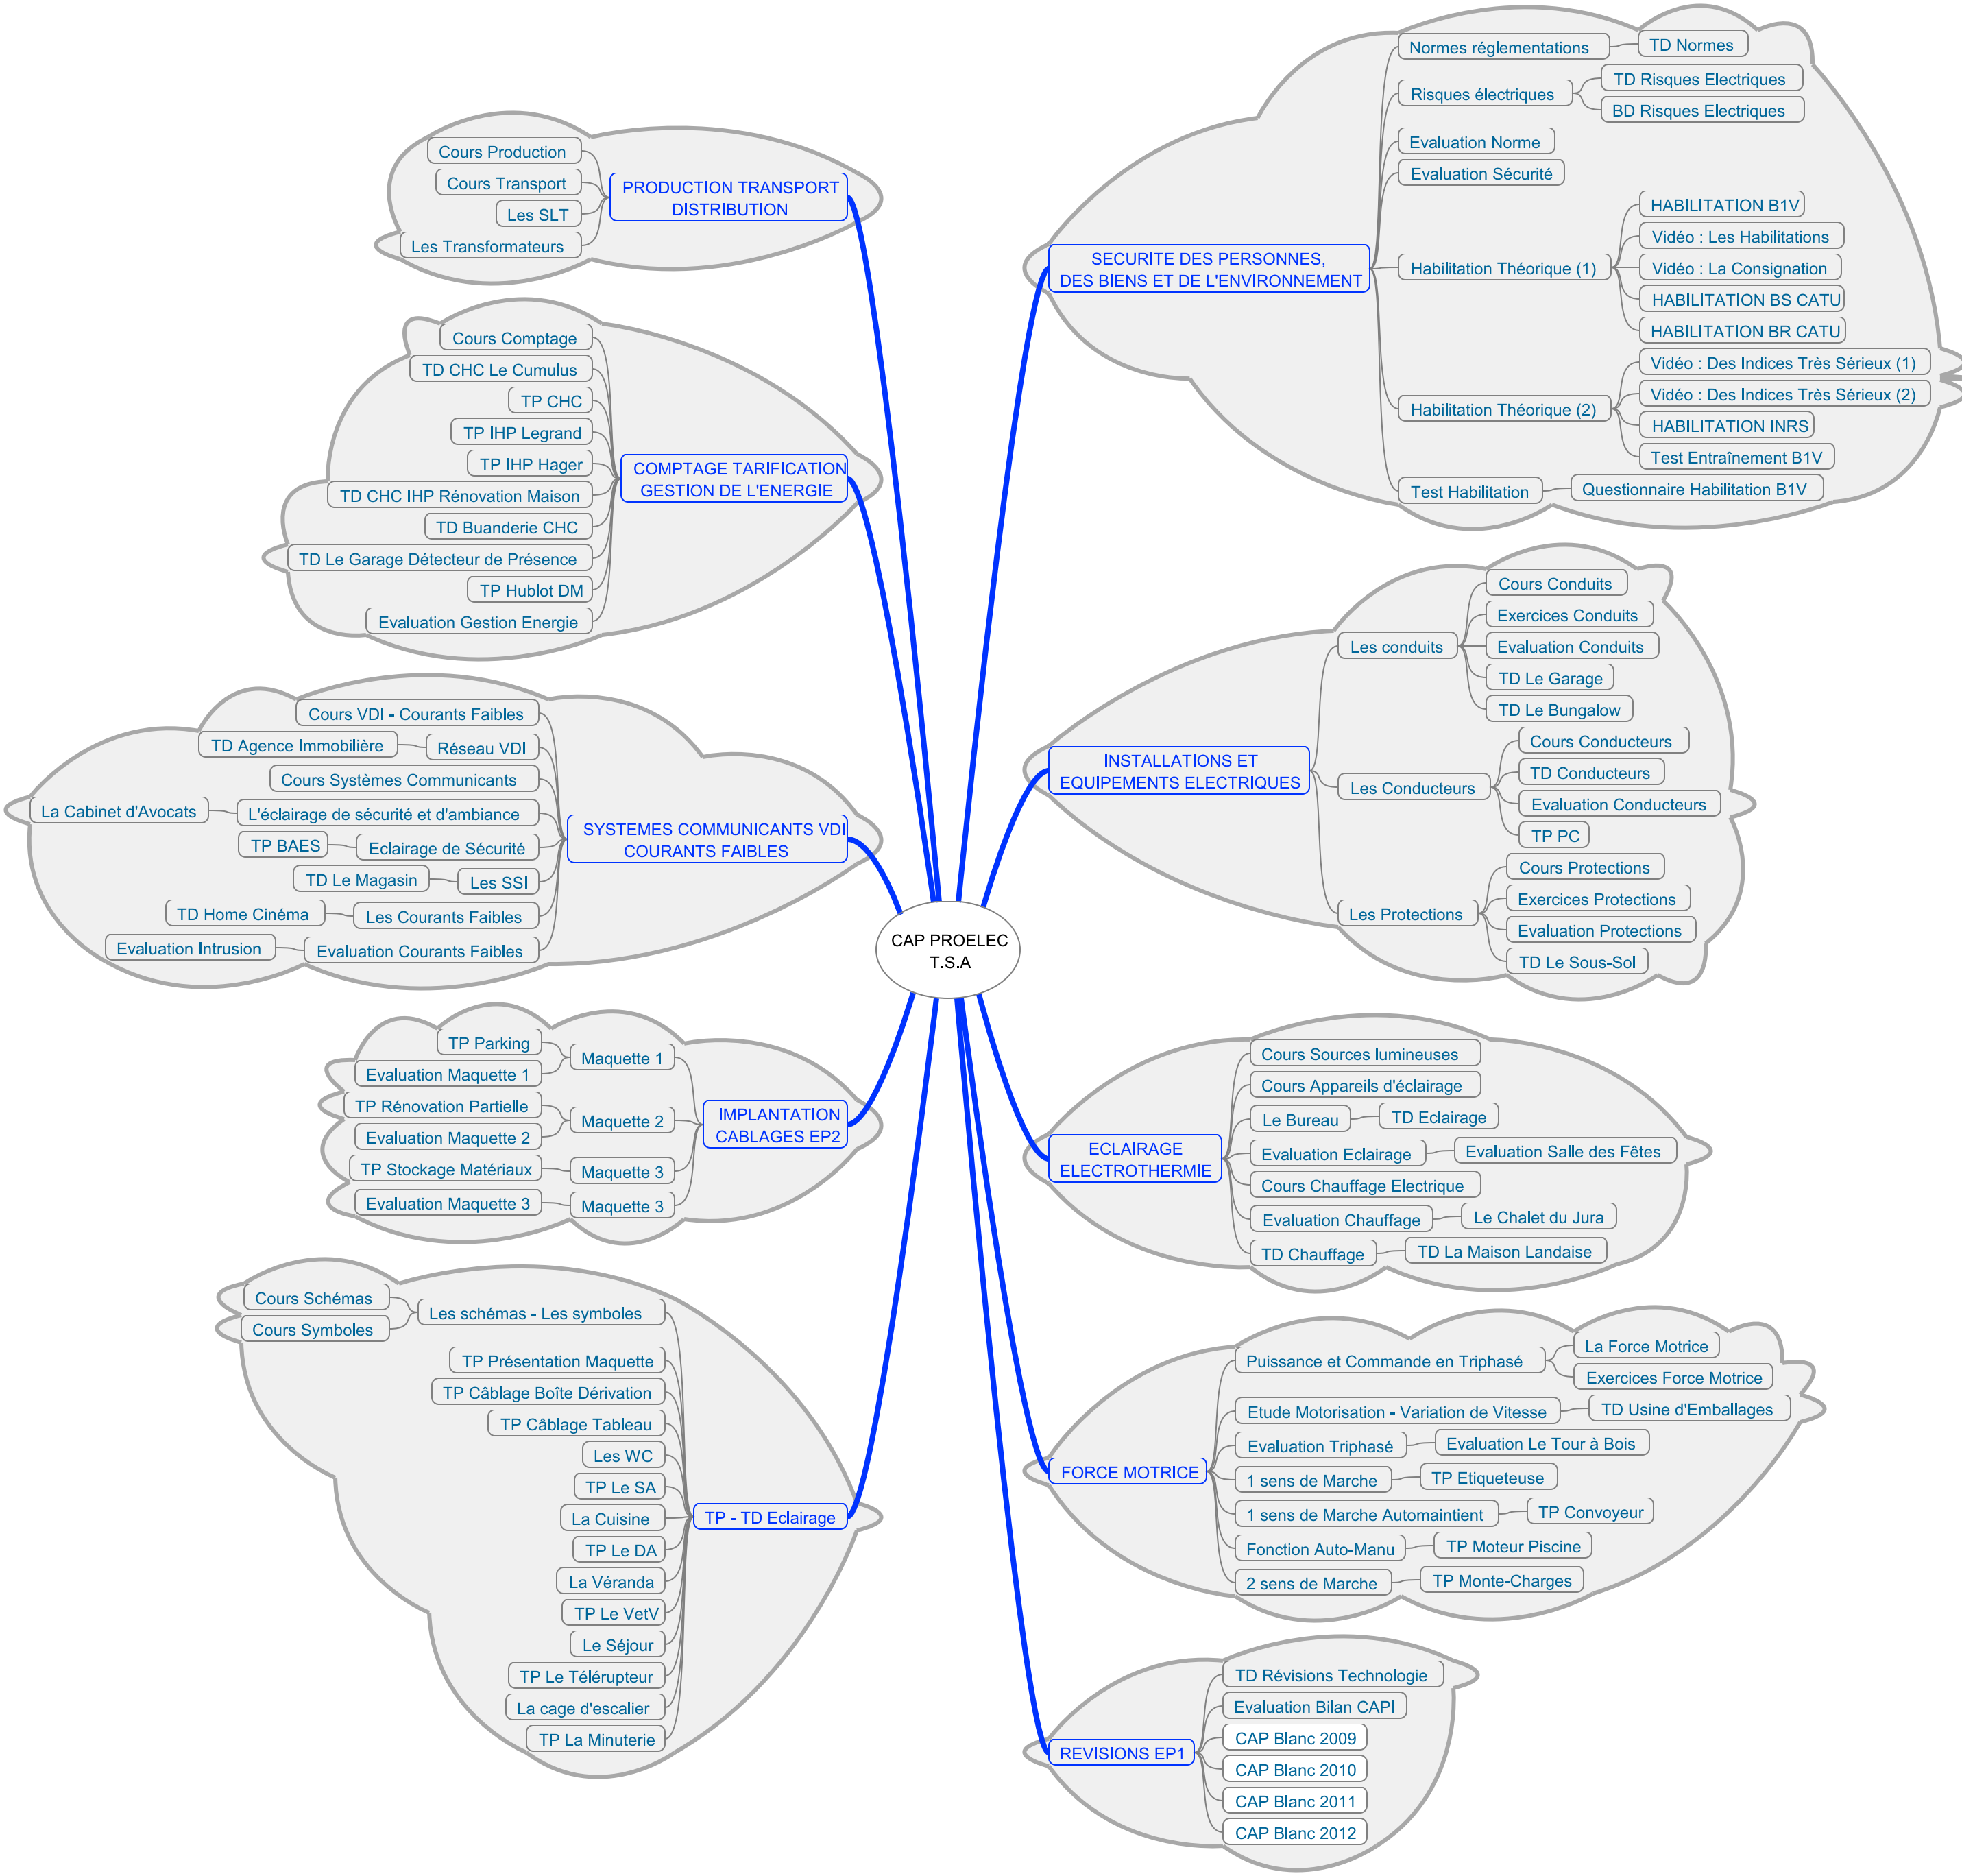 CAP PROELEC
T.S.A
PRODUCTION TRANSPORT
DISTRIBUTION
Cours Production
Cours Transport
Les SLT
Les Transformateurs
COMPTAGE TARIFICATION
GESTION DE L'ENERGIE
Cours Comptage
TD CHC Le Cumulus
TP CHC
TP IHP Legrand
TP IHP Hager
TD CHC IHP Rénovation Maison
TD Buanderie CHC
TD Le Garage Détecteur de Présence
TP Hublot DM
Evaluation Gestion Energie
SYSTEMES COMMUNICANTS VDI
COURANTS FAIBLES
Cours VDI - Courants Faibles
Réseau VDI
TD Agence Immobilière
Cours Systèmes Communicants
L'éclairage de sécurité et d'ambiance
La Cabinet d'Avocats
Eclairage de Sécurité
TP BAES
Les SSI
TD Le Magasin
Les Courants Faibles
TD Home Cinéma
Evaluation Courants Faibles
Evaluation Intrusion
IMPLANTATION
CABLAGES EP2
Maquette 1
TP Parking
Evaluation Maquette 1
Maquette 2
TP Rénovation Partielle
Evaluation Maquette 2
Maquette 3
TP Stockage Matériaux
Maquette 3
Evaluation Maquette 3
TP - TD Eclairage
Les schémas - Les symboles
Cours Schémas
Cours Symboles
TP Présentation Maquette
TP Câblage Boîte Dérivation
TP Câblage Tableau
Les WC
TP Le SA
La Cuisine
TP Le DA
La Véranda
TP Le VetV
Le Séjour
TP Le Télérupteur
La cage d'escalier
TP La Minuterie
SECURITE DES PERSONNES,
DES BIENS ET DE L'ENVIRONNEMENT
Normes réglementations
TD Normes
Risques électriques
TD Risques Electriques
BD Risques Electriques
Evaluation Norme
Evaluation Sécurité
Habilitation Théorique (1)
HABILITATION B1V
Vidéo : Les Habilitations
Vidéo : La Consignation
HABILITATION BS CATU
HABILITATION BR CATU
Habilitation Théorique (2)
Vidéo : Des Indices Très Sérieux (1)
Vidéo : Des Indices Très Sérieux (2)
HABILITATION INRS
Test Entraînement B1V
Test Habilitation
Questionnaire Habilitation B1V
INSTALLATIONS ET
EQUIPEMENTS ELECTRIQUES
Les conduits
Cours Conduits
Exercices Conduits
Evaluation Conduits
TD Le Garage
TD Le Bungalow
Les Conducteurs
Cours Conducteurs
TD Conducteurs
Evaluation Conducteurs
TP PC
Les Protections
Cours Protections
Exercices Protections
Evaluation Protections
TD Le Sous-Sol
ECLAIRAGE
ELECTROTHERMIE
Cours Sources lumineuses
Cours Appareils d'éclairage
Le Bureau
TD Eclairage
Evaluation Eclairage
Evaluation Salle des Fêtes
Cours Chauffage Electrique
Evaluation Chauffage
Le Chalet du Jura
TD Chauffage
TD La Maison Landaise
FORCE MOTRICE
Puissance et Commande en Triphasé
La Force Motrice
Exercices Force Motrice
Etude Motorisation - Variation de Vitesse
TD Usine d'Emballages
Evaluation Triphasé
Evaluation Le Tour à Bois
1 sens de Marche
TP Etiqueteuse
1 sens de Marche Automaintient
TP Convoyeur
Fonction Auto-Manu
TP Moteur Piscine
2 sens de Marche
TP Monte-Charges
REVISIONS EP1
TD Révisions Technologie
Evaluation Bilan CAPI
CAP Blanc 2009
CAP Blanc 2010
CAP Blanc 2011
CAP Blanc 2012